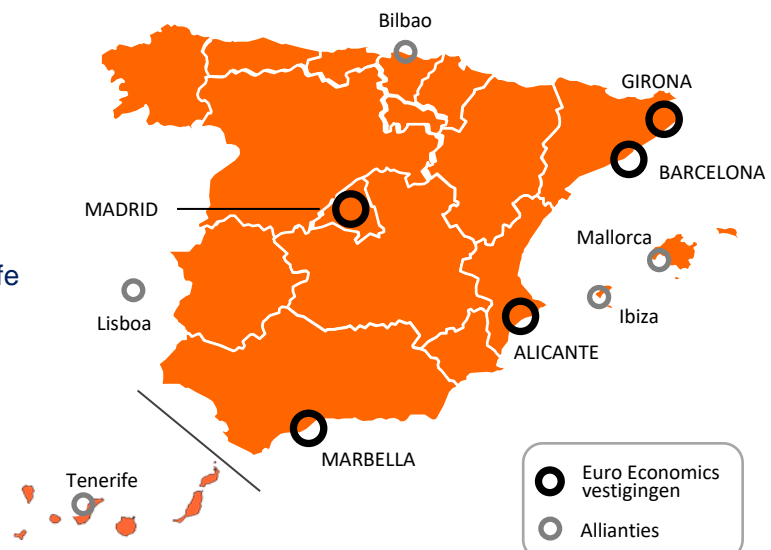 Bilbao
GIRONA
BARCELONA
MADRID
Mallorca
fe
Lisboa
Ibiza
ALICANTE
MARBELLA
Tenerife
Euro Economics
vestigingen
Allianties